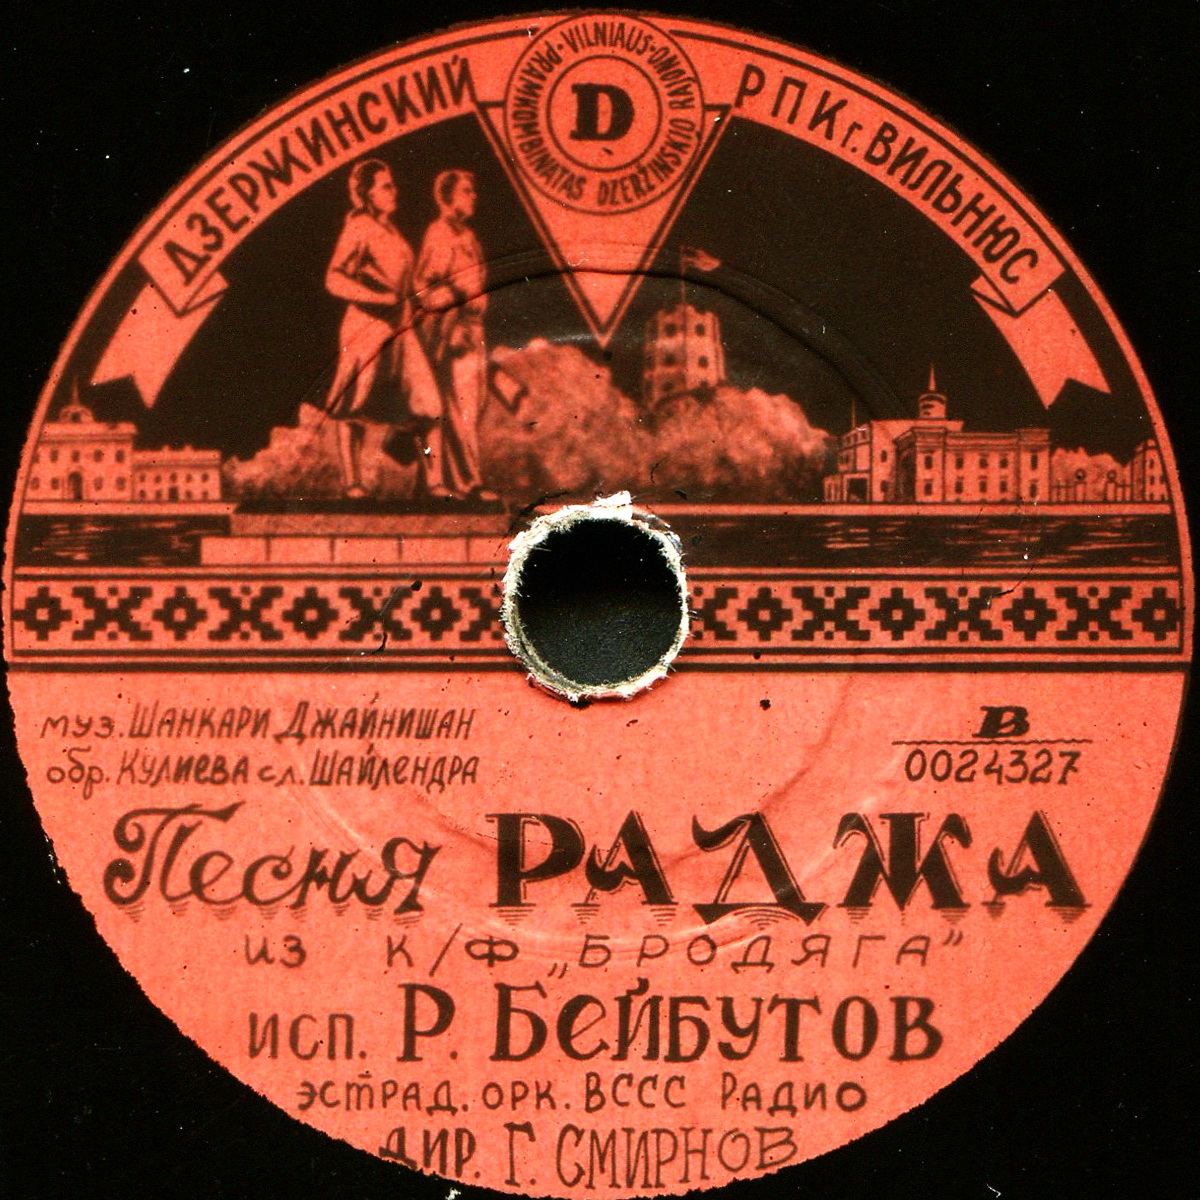 ДЗЕРЖИНСКИЙ
РПК г. ВИЛЬНЮС
VILNIAUS·DZERŽINSKIO RAJONO·PRAMKOMBINATAS
D
муз. ШАНКАРИ ДЖАЙНИШАН
обр. КУЛИЕВА сл. ШАЙЛЕНДРА
В
0024327
Песня РАДЖА
из К/Ф „БРОДЯГА”
исп. Р. БЕЙБУТОВ
ЭСТРАД. ОРК. ВССС РАДИО
ДИР. Г. СМИРНОВ